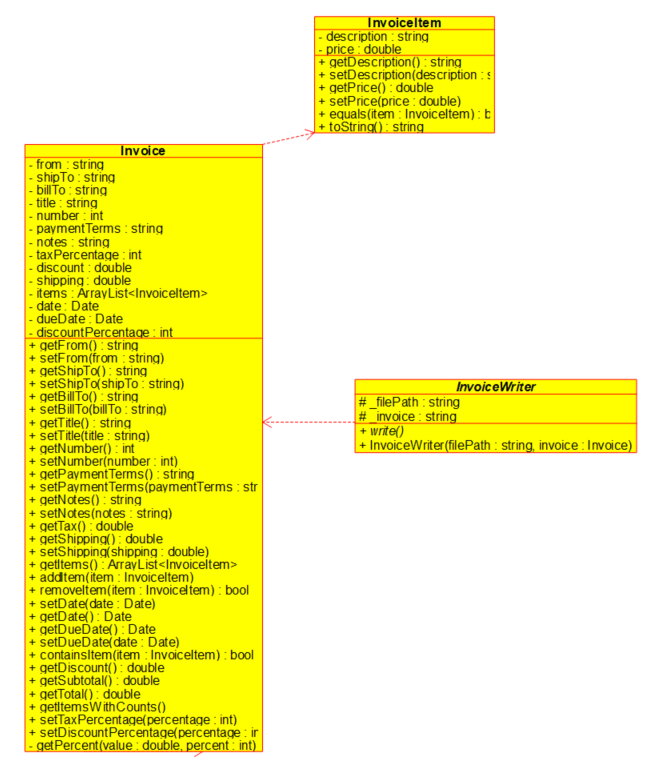 InvoiceItem
- description : string
- price : double
+ getDescription() : string
+ setDescription(description : s
+ getPrice() : double
+ setPrice(price : double)
+ equals(item : InvoiceItem) : b
+ toString() : string
Invoice
- from : string
- shipTo : string
- billTo : string
- title : string
- number : int
- paymentTerms : string
- notes : string
- taxPercentage : int
- discount : double
- shipping : double
- items : ArrayList<InvoiceItem>
- date : Date
- dueDate : Date
- discountPercentage : int
+ getFrom() : string
+ setFrom(from : string)
+ getShipTo() : string
+ setShipTo(shipTo : string)
+ getBillTo() : string
+ setBillTo(billTo : string)
+ getTitle() : string
+ setTitle(title : string)
+ getNumber() : int
+ setNumber(number : int)
+ getPaymentTerms() : string
+ setPaymentTerms(paymentTerms : str
+ getNotes() : string
+ setNotes(notes : string)
+ getTax() : double
+ getShipping() : double
+ setShipping(shipping : double)
+ getItems() : ArrayList<InvoiceItem>
+ addItem(item : InvoiceItem)
+ removeItem(item : InvoiceItem) : bool
+ setDate(date : Date)
+ getDate() : Date
+ getDueDate() : Date
+ setDueDate(date : Date)
+ containsItem(item : InvoiceItem) : bool
+ getDiscount() : double
+ getSubtotal() : double
+ getTotal() : double
+ getItemsWithCounts()
+ setTaxPercentage(percentage : int)
+ setDiscountPercentage(percentage : ir
- getPercent(value : double, percent : int)
InvoiceWriter
# _filePath : string
# _invoice : string
+ write()
+ InvoiceWriter(filePath : string, invoice : Invoice)